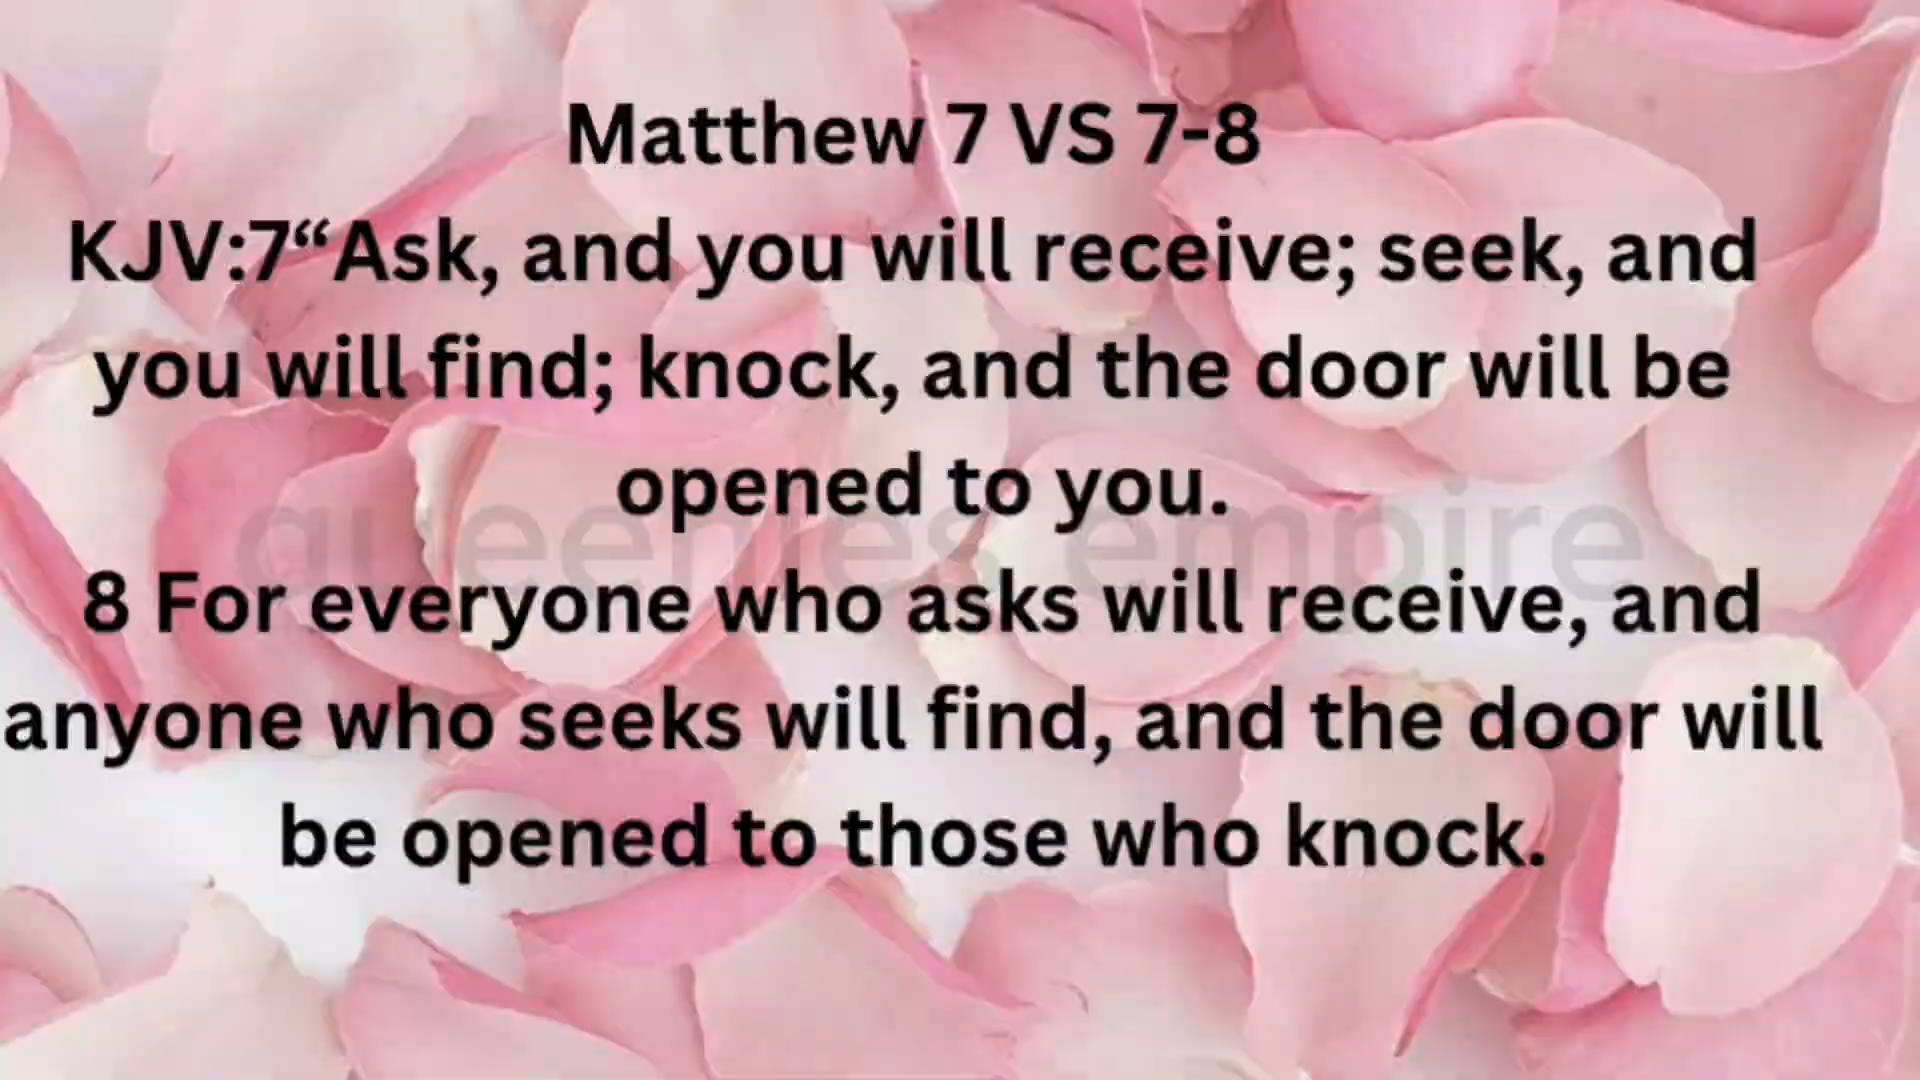 Matthew 7 VS 7-8
KJV:7“Ask, and you will receive; seek, and
you will find; knock, and the door will be
opened to you.
queenies empire
8 For everyone who asks will receive, and
anyone who seeks will find, and the door will
be opened to those who knock.